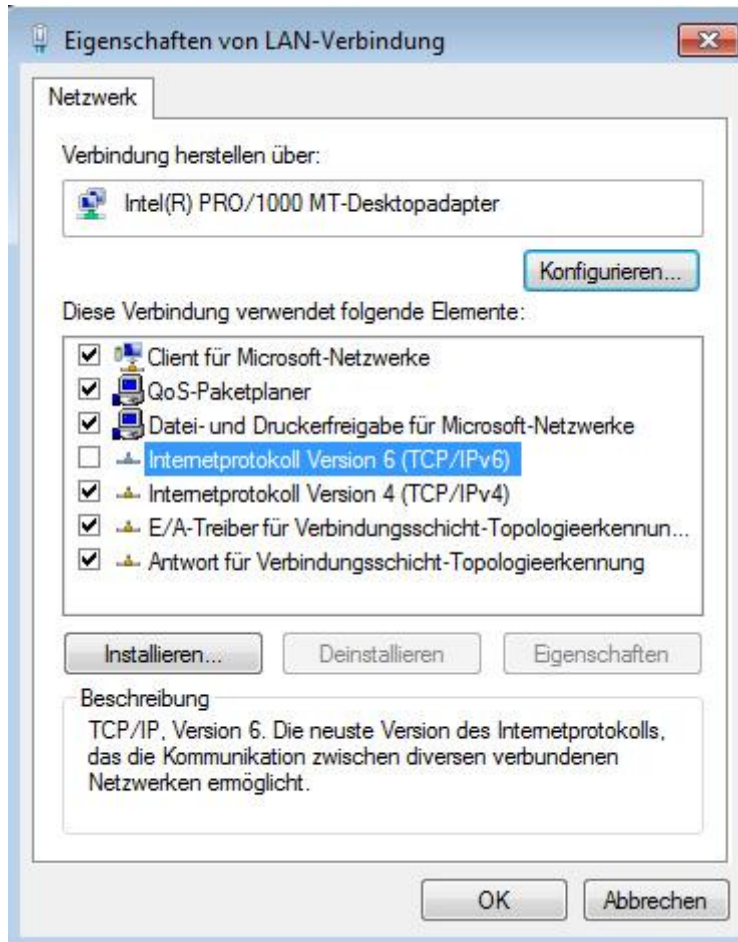 Eigenschaften von LAN-Verbindung
Netzwerk
Verbindung herstellen über:
Intel(R) PRO/1000 MT-Desktopadapter
Konfigurieren...
Diese Verbindung verwendet folgende Elemente:
Client für Microsoft-Netzwerke
QoS-Paketplaner
Datei- und Druckerfreigabe für Microsoft-Netzwerke
Internetprotokoll Version 6 (TCP/IPv6)
Internetprotokoll Version 4 (TCP/IPv4)
E/A-Treiber für Verbindungsschicht-Topologieerkennun...
Antwort für Verbindungsschicht-Topologieerkennung
Installieren... Deinstallieren Eigenschaften
Beschreibung
TCP/IP, Version 6. Die neuste Version des Internetprotokolls,
das die Kommunikation zwischen diversen verbundenen
Netzwerken ermöglicht.
OK Abbrechen